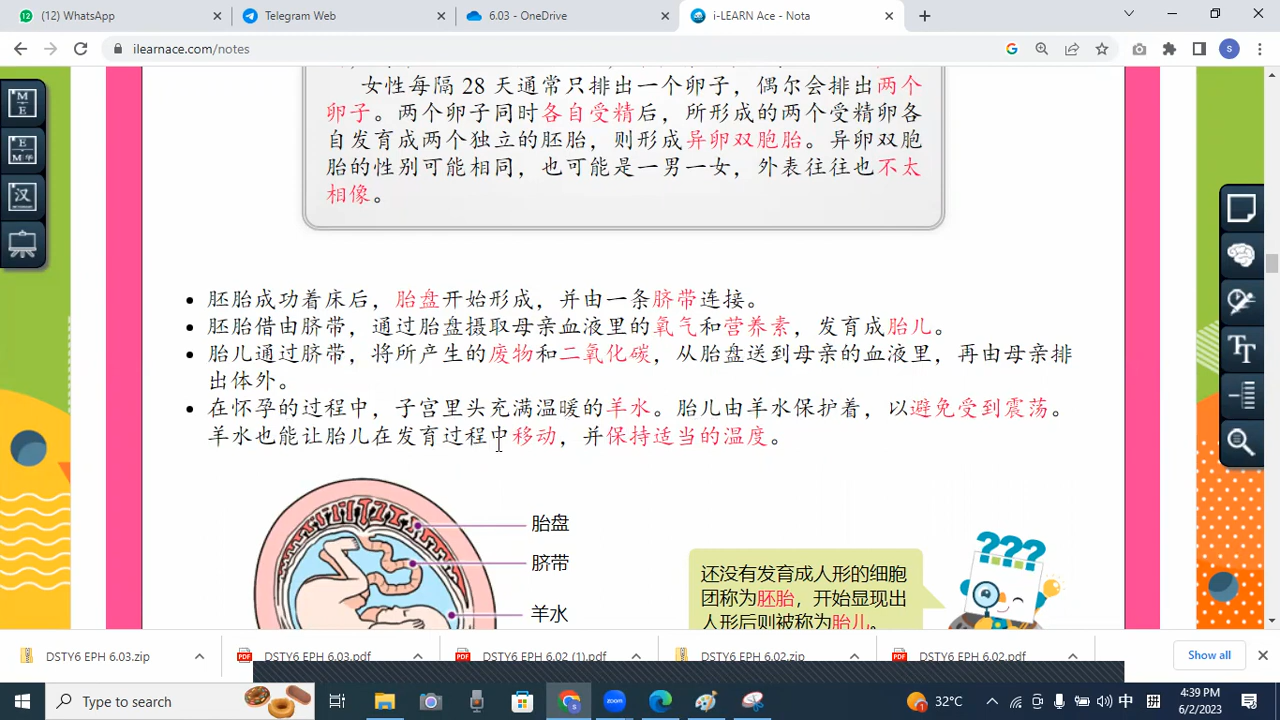 (12) WhatsApp
Telegram Web
6.03 - OneDrive
i-LEARN Ace - Nota
ilearnace.com/notes
S
女性每隔 28 天通常只排出一个卵子，偶尔会排出两个
卵子。两个卵子同时各自受精后，所形成的两个受精卵各
自发育成两个独立的胚胎，则形成异卵双胞胎。异卵双胞
胎的性别可能相同，也可能是一男一女，外表往往也不太
相像。
• 胚胎成功着床后，胎盘开始形成，并由一条脐带连接。
• 胚胎借由脐带，通过胎盘摄取母亲血液里的氧气和营养素，发育成胎儿。
• 胎儿通过脐带，将所产生的废物和二氧化碳，从胎盘送到母亲的血液里，再由母亲排
出体外。
• 在怀孕的过程中，子宫里头充满温暖的羊水。胎儿由羊水保护着，以避免受到震荡。
羊水也能让胎儿在发育过程中移动，并保持适当的温度。
胎盘
脐带
羊水
还没有发育成人形的细胞
团称为胚胎，开始显现出
人形后则被称为胎儿。
???
M
E
E
M 华
汉
TT
DSTY6 EPH 6.03.zip
DSTY6 EPH 6.03.pdf
DSTY6 EPH 6.02 (1).pdf
DSTY6 EPH 6.02.zip
DSTY6 EPH 6.02.pdf
Show all
Type here to search
zoom
32°C
中
拼
4:39 PM
6/2/2023
1